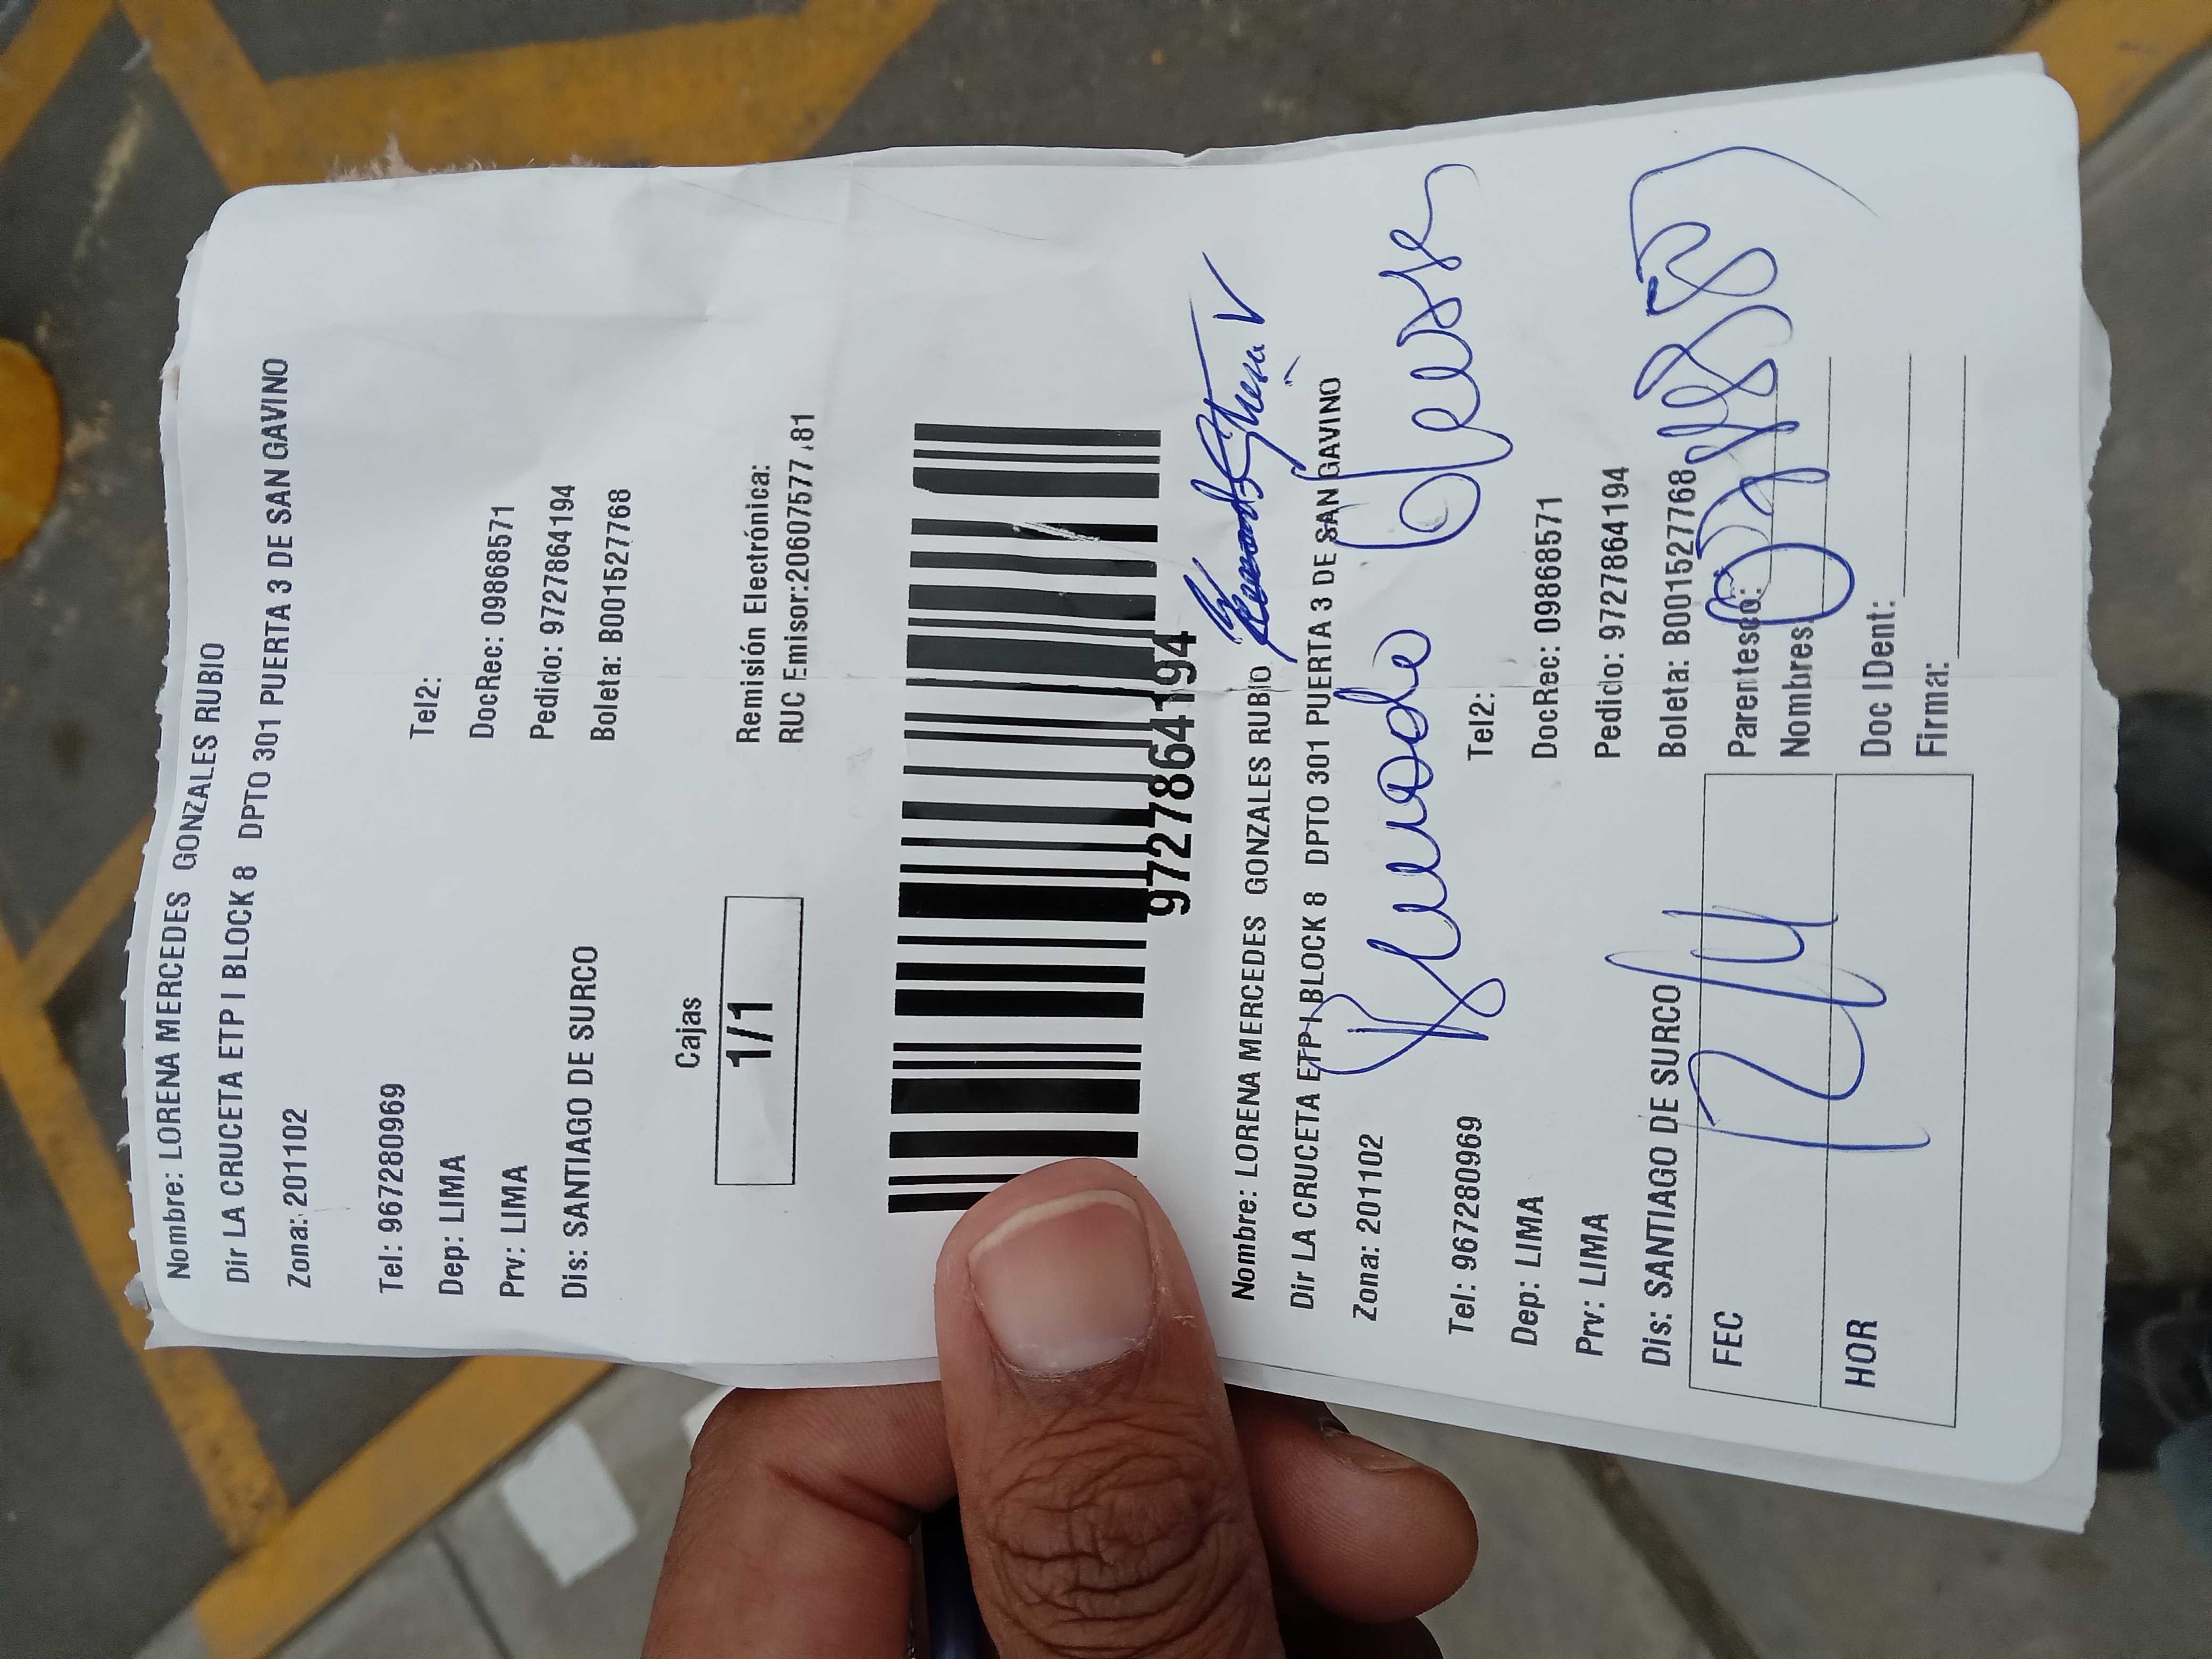 Nombre: LORENA MERCEDES GONZALES RUBIO
Dir LA CRUCETA ETP I BLOCK 8 DPTO 301 PUERTA 3 DE SAN GAVINO
Zona: 201102
Tel: 967280969 Tel2:
Dep: LIMA DocRec: 09868571
Prv: LIMA Pedido: 97278641​94
Dis: SANTIAGO DE SURCO Boleta: B001527768
Cajas
1/1
Remisión Electrónica:
RUC Emisor:20607577181
9727864194
Nombre: LORENA MERCEDES GONZALES RUBIO
Dir LA CRUCETA ETP I BLOCK 8 DPTO 301 PUERTA 3 DE SAN GAVINO
Zona: 201102
Tel: 967280969 Tel2:
Dep: LIMA DocRec: 09868571
Prv: LIMA Pedido: 9727864194
Dis: SANTIAGO DE SURCO Boleta: B001527768
FEC Parentesco:
Nombres:
HOR Doc IDent:
Firma: